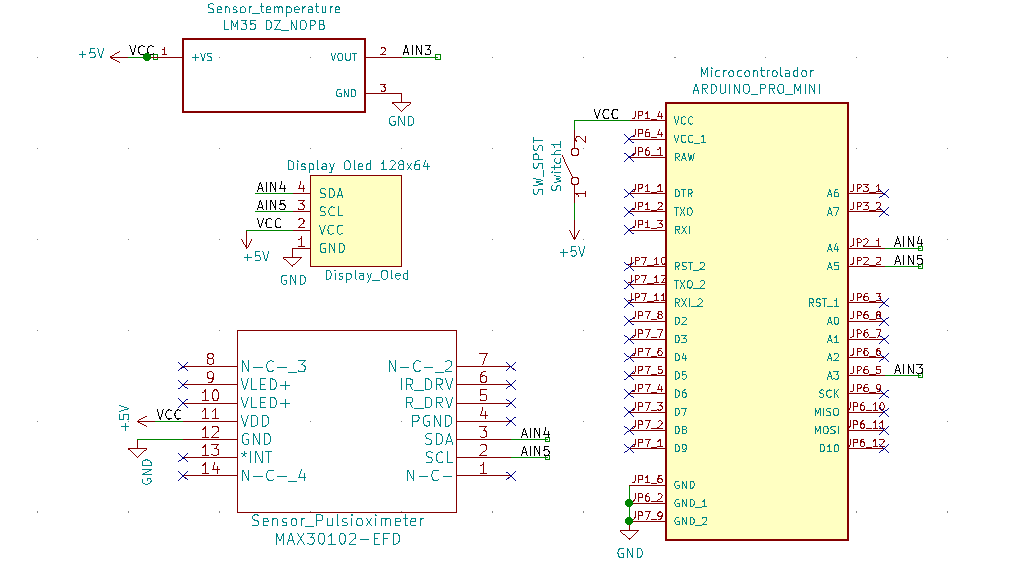 Sensor_temperature
LM35 DZ_NOPB
+5V
VCC
1
+VS
VOUT
2
AIN3
GND
3
GND
Display Oled 128x64
AIN4 4 SDA
AIN5 3 SCL
VCC 2 VCC
1 GND
+5V
GND
Display_Oled
8 N-C-_3
9 VLED+
10 VLED+
+5V
VCC 11 VDD
12 GND
13 *INT
14 N-C-_4
GND
N-C-_2 7
IR_DRV 6
R_DRV 5
PGND 4
SDA 3 AIN4
SCL 2 AIN5
N-C- 1
Sensor_Pulsioximeter
MAX30102-EFD
SW_SPST
Switch1
2
1
+5V
Microcontrolador
ARDUINO_PRO_MINI
VCC JP1_4 VCC
JP6_4 VCC_1
JP6_1 RAW
JP1_1 DTR
JP1_2 TXO
JP1_3 RXI
JP7_10 RST_2
JP7_12 TXO_2
JP7_11 RXI_2
JP7_8 D2
JP7_7 D3
JP7_6 D4
JP7_5 D5
JP7_4 D6
JP7_3 D7
JP7_2 D8
JP7_1 D9
JP1_6 GND
JP6_2 GND_1
JP7_9 GND_2
GND
A6 JP3_1
A7 JP3_2
A4 JP2_1 AIN4
A5 JP2_2 AIN5
RST_1 JP6_3
A0 JP6_8
A1 JP6_7
A2 JP6_6
A3 JP6_5 AIN3
SCK JP6_9
MISO JP6_10
MOSI JP6_11
D10 JP6_12